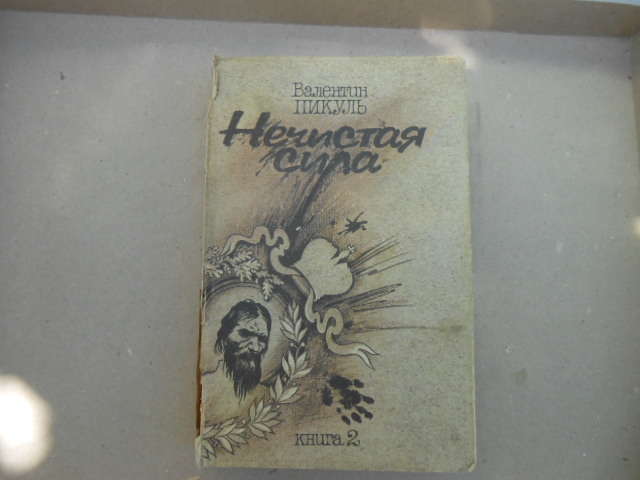 Валентин
ПИКУЛЬ
Нечистая
сила
книга 2